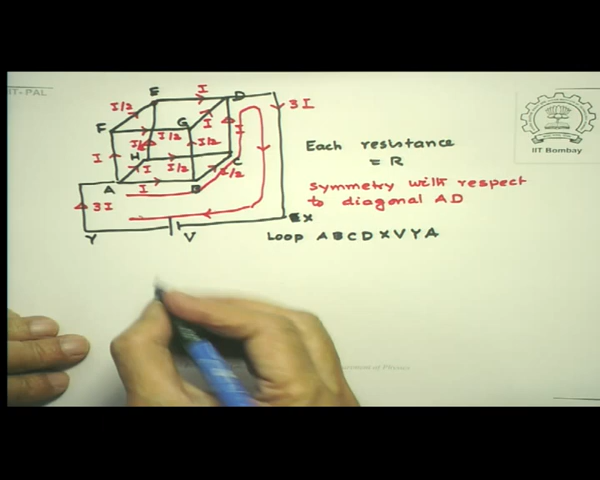 IIT-PAL
E
I
D
I/2
3I
F
G
I
I
I/2
I/2
Each resistance
= R
IIT Bombay
I
H
I
I/2
C
I/2
A
I
B
symmetry with respect
to diagonal AD
3I
X
Y
V
Loop ABCDXVYA